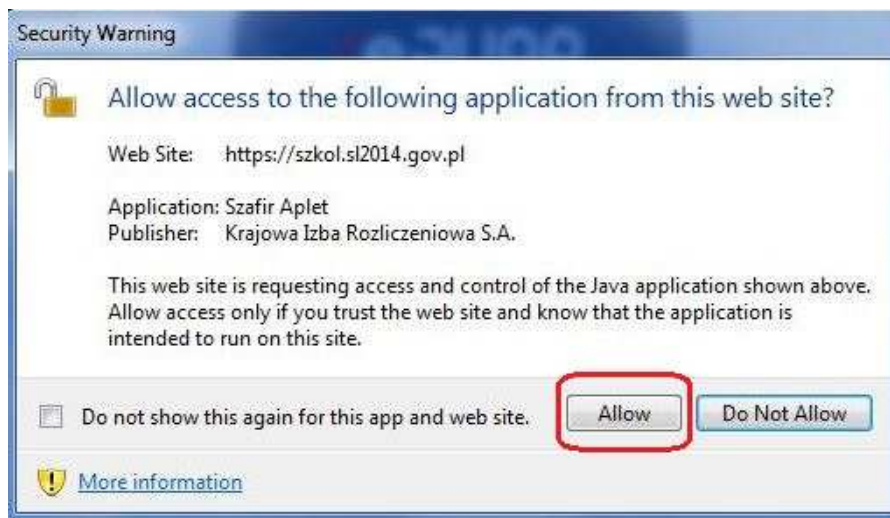 Security Warning
Allow access to the following application from this web site?
Web Site: https://szkol.sl2014.gov.pl
Application: Szafir Aplet
Publisher: Krajowa Izba Rozliczeniowa S.A.
This web site is requesting access and control of the Java application shown above.
Allow access only if you trust the web site and know that the application is
intended to run on this site.
Do not show this again for this app and web site. Allow Do Not Allow
More information